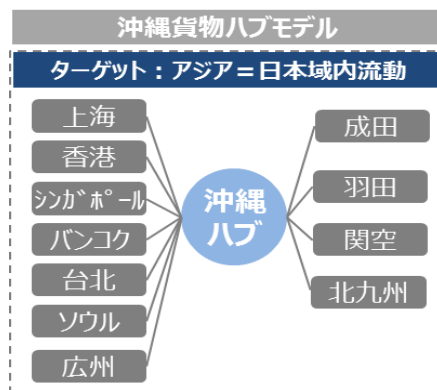 沖縄貨物ハブモデル
ターゲット：アジア＝日本域内流動
上海
香港
ｼﾝｶﾞﾎﾟｰﾙ
バンコク
台北
ソウル
広州
沖縄
ハブ
成田
羽田
関空
北九州